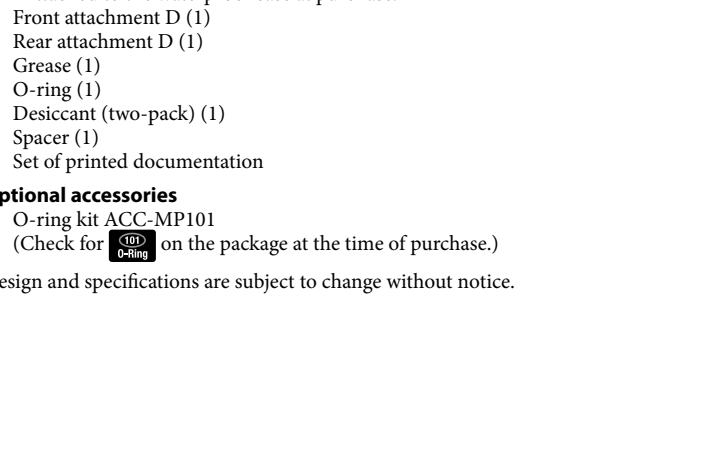 Front attachment D (1)
Rear attachment D (1)
Grease (1)
O-ring (1)
Desiccant (two-pack) (1)
Spacer (1)
Set of printed documentation
ptional accessories
O-ring kit ACC-MP101
(Check for 101 O-Ring on the package at the time of purchase.)
esign and specifications are subject to change without notice.